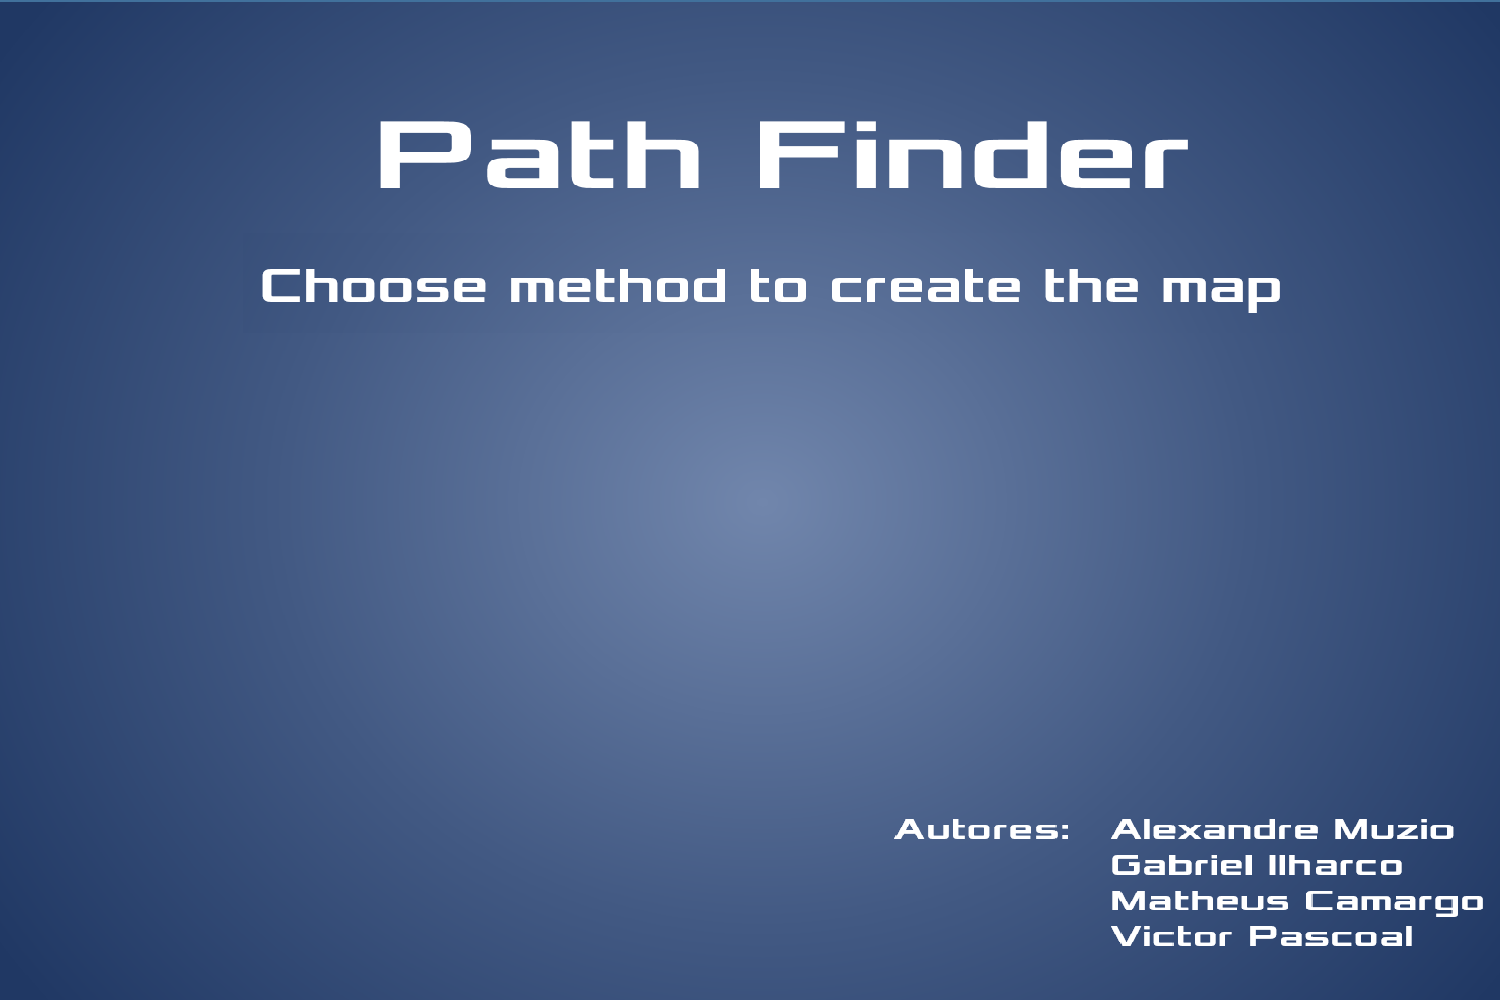 Path Finder
Choose method to create the map
Autores: Alexandre Muzio
Gabriel Ilharco
Matheus Camargo
Victor Pascoal